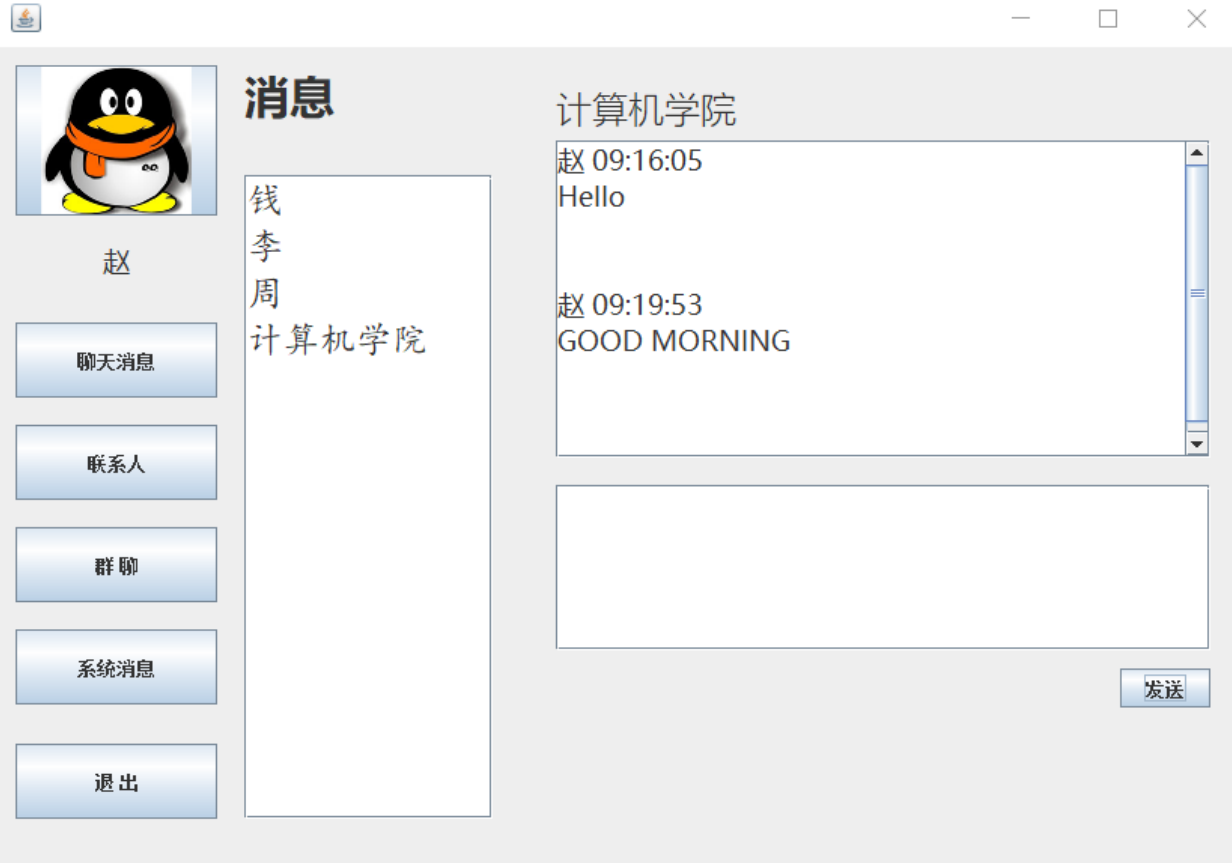 赵
聊天消息
联系人
群 聊
系统消息
退 出
消息
钱
李
周
计算机学院
计算机学院
赵 09:16:05
Hello
赵 09:19:53
GOOD MORNING
发送